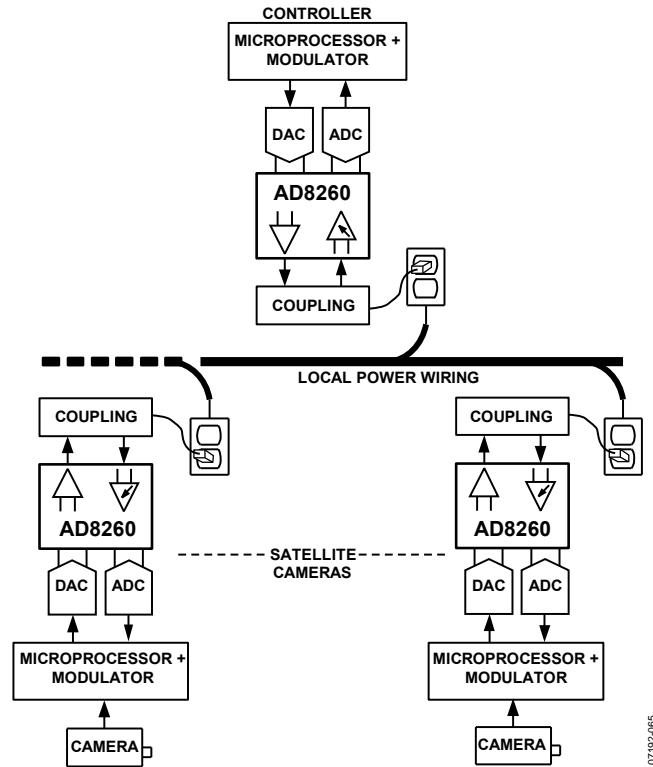 CONTROLLER
MICROPROCESSOR +
MODULATOR
DAC
ADC
AD8260
COUPLING
LOCAL POWER WIRING
COUPLING
AD8260
DAC
ADC
MICROPROCESSOR +
MODULATOR
CAMERA
SATELLITE
CAMERAS
COUPLING
AD8260
DAC
ADC
MICROPROCESSOR +
MODULATOR
CAMERA
07192-065